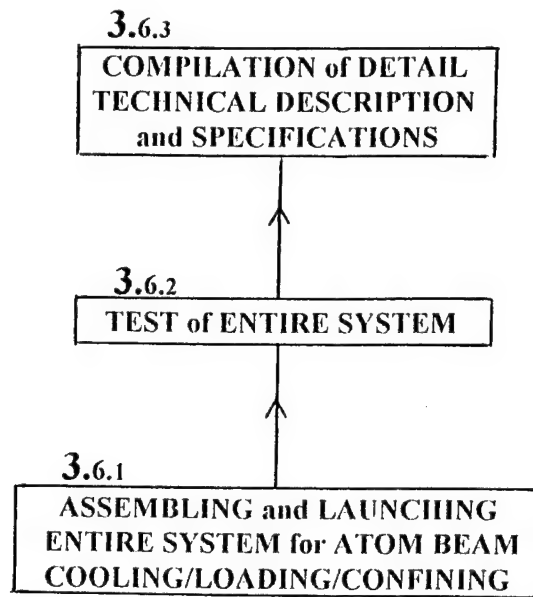 3.6.3
COMPILATION of DETAIL
TECHNICAL DESCRIPTION
and SPECIFICATIONS
3.6.2
TEST of ENTIRE SYSTEM
3.6.1
ASSEMBLING and LAUNCHING
ENTIRE SYSTEM for ATOM BEAM
COOLING/LOADING/CONFINING